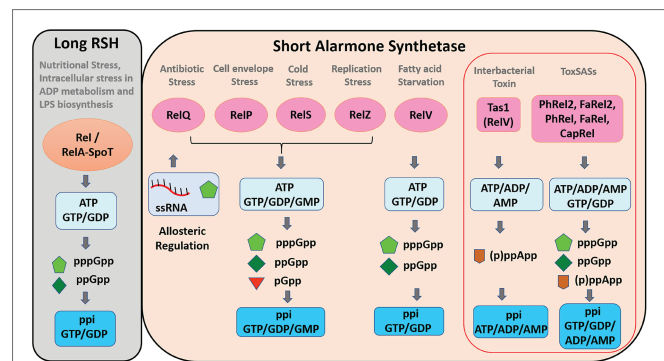 Long RSH
Nutritional Stress,
Intracellular stress in
ADP metabolism and
LPS biosynthesis
Rel /
RelA-SpoT
ATP
GTP/GDP
pppGpp
ppGpp
ppi
GTP/GDP
Short Alarmone Synthetase
Antibiotic
Stress
RelQ
ssRNA
Allosteric
Regulation
Cell envelope
Stress
RelP
Cold
Stress
RelS
Replication
Stress
RelZ
ATP
GTP/GDP/GMP
pppGpp
ppGpp
pGpp
ppi
GTP/GDP/GMP
Fatty acid
Starvation
RelV
ATP
GTP/GDP
pppGpp
ppGpp
ppi
GTP/GDP
Interbacterial
Toxin
Tas1
(RelV)
ATP/ADP/
AMP
(p)ppApp
ppi
ATP/ADP/AMP
ToxSASs
PhRel2, FaRel2,
PhRel, FaRel,
CapRel
ATP/ADP/AMP
GTP/GDP
pppGpp
ppGpp
(p)ppApp
ppi
GTP/GDP/
ADP/AMP